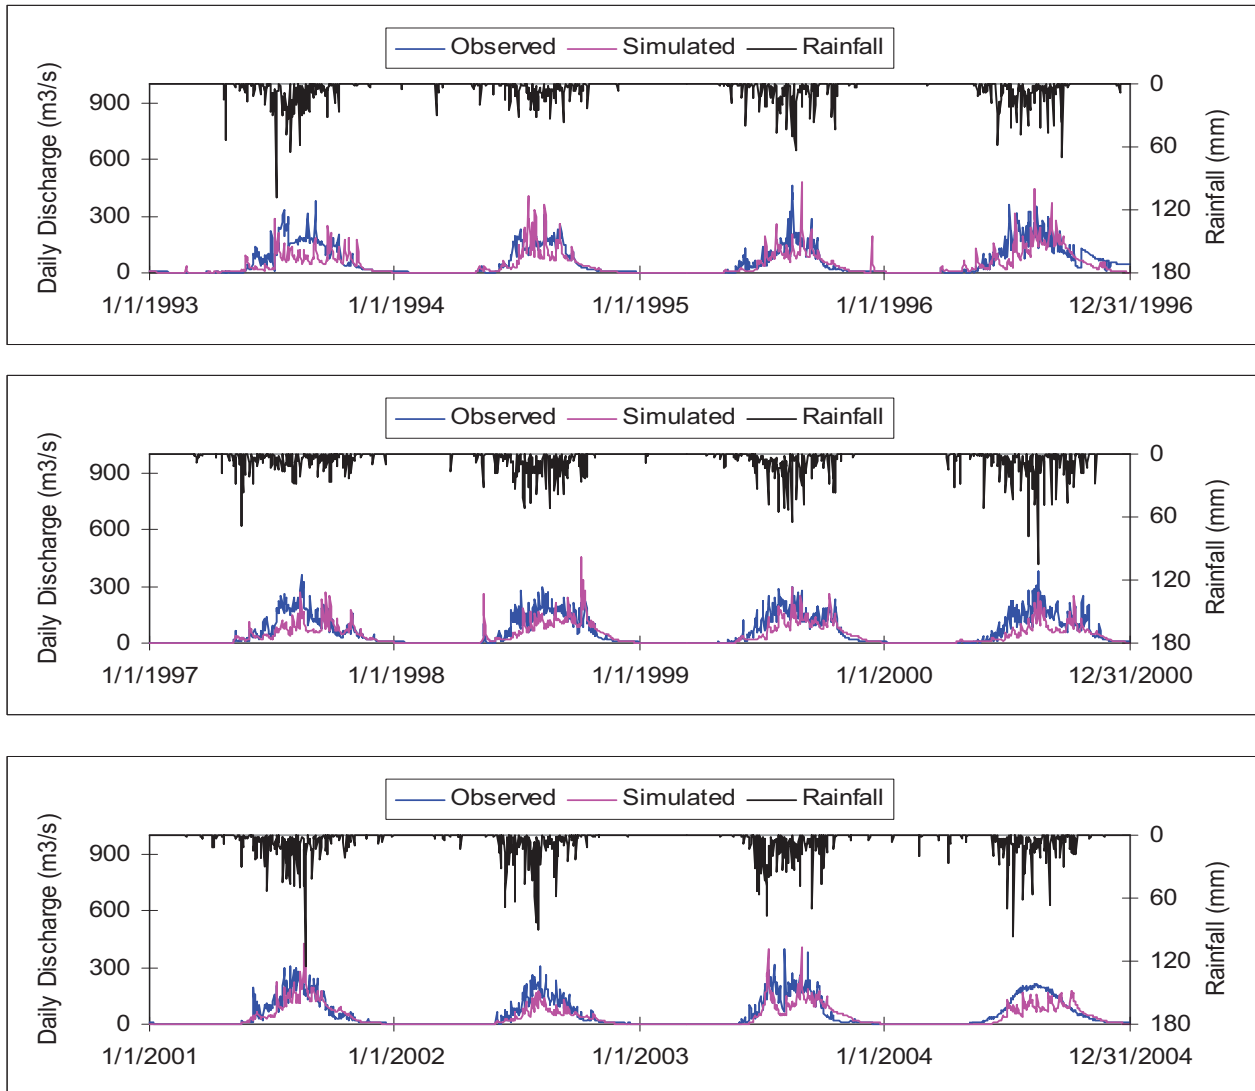 Observed Simulated Rainfall
Daily Discharge (m3/s)
900
600
300
0
0
60
120
180
Rainfall (mm)
1/1/1993 1/1/1994 1/1/1995 1/1/1996 12/31/1996
Observed Simulated Rainfall
Daily Discharge (m3/s)
900
600
300
0
0
60
120
180
Rainfall (mm)
1/1/1997 1/1/1998 1/1/1999 1/1/2000 12/31/2000
Observed Simulated Rainfall
Daily Discharge (m3/s)
900
600
300
0
0
60
120
180
Rainfall (mm)
1/1/2001 1/1/2002 1/1/2003 1/1/2004 12/31/2004